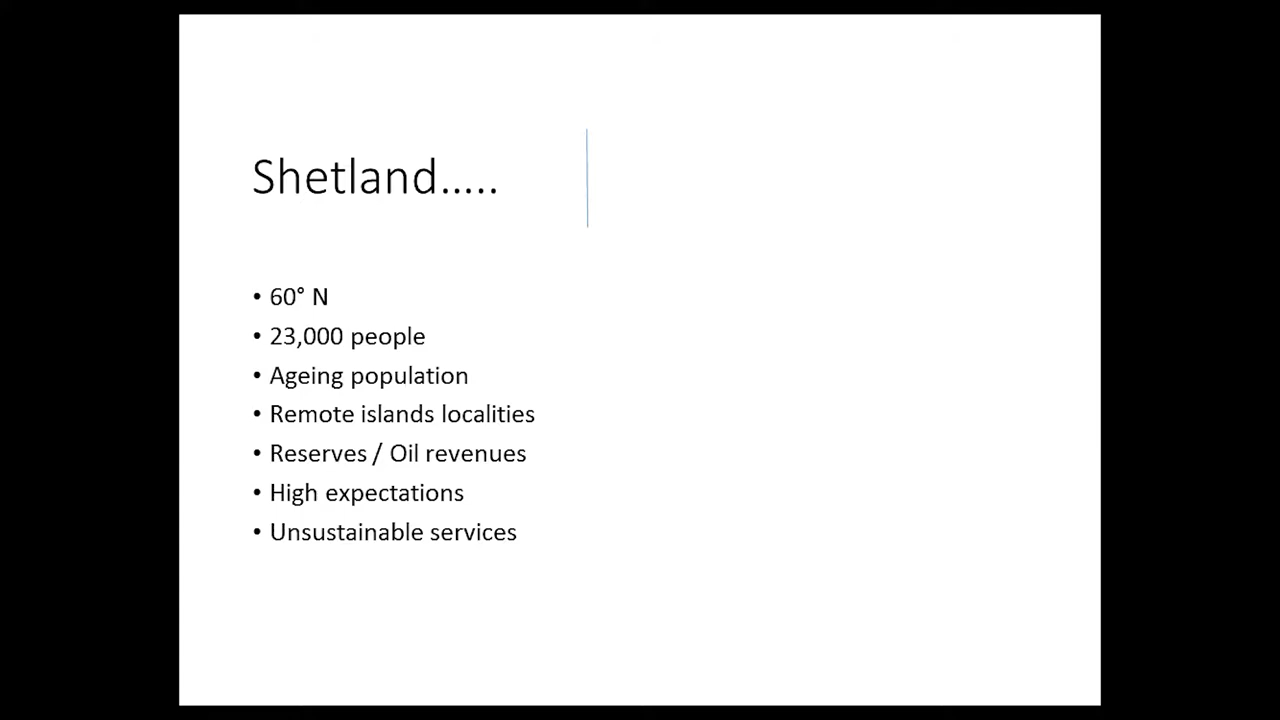 Shetland.....
• 60° N
• 23,000 people
• Ageing population
• Remote islands localities
• Reserves / Oil revenues
• High expectations
• Unsustainable services